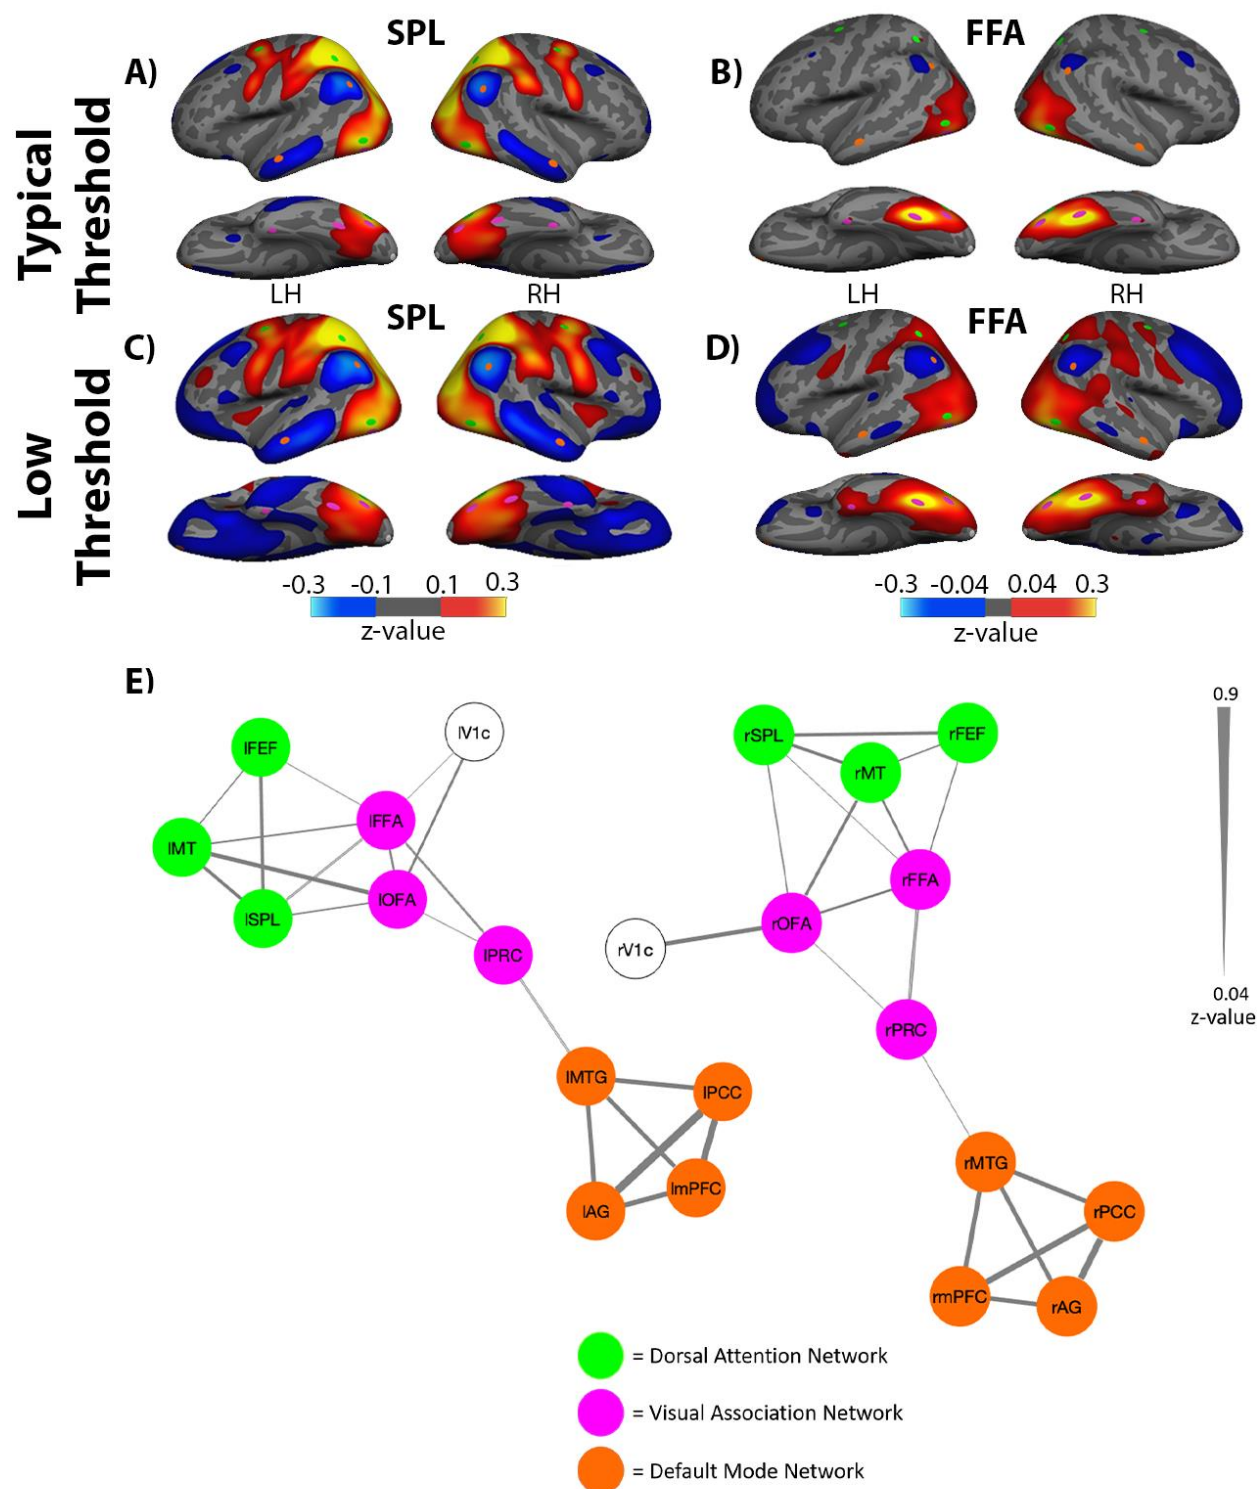 SPL
FFA
A)
B)
Typical
Threshold
LH
RH
LH
RH
SPL
FFA
C)
D)
Low
Threshold
-0.3 -0.1 0.1 0.3
z-value
-0.3 -0.04 0.04 0.3
z-value
E)
0.9
lV1c
rSPL
rFEF
lFEF
rMT
lFFA
lMT
rFFA
lOFA
lSPL
rOFA
rV1c
lPRC
0.04
z-value
rPRC
lMTG
lPCC
rMTG
lmPFC
lAG
rPCC
rmPFC
rAG
= Dorsal Attention Network
= Visual Association Network
= Default Mode Network